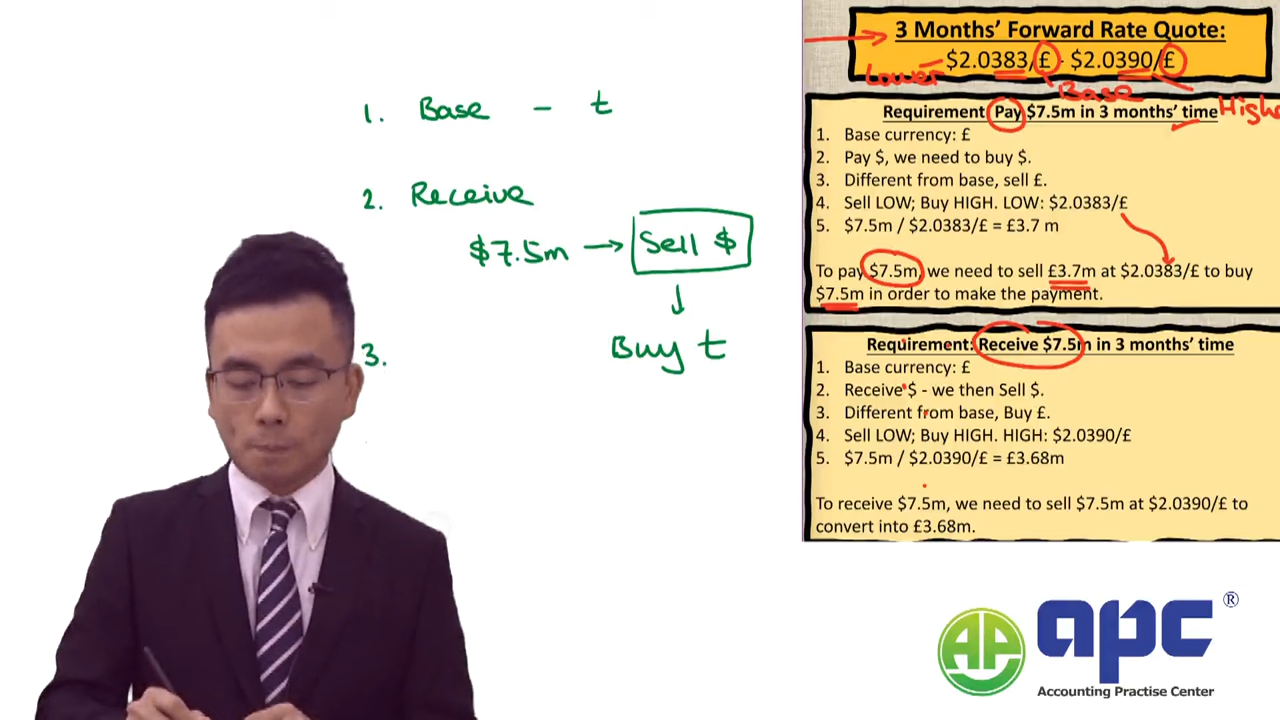 1. Base - £
2. Receive
$7.5m → Sell $
↓
Buy £
3.
3 Months' Forward Rate Quote:
$2.0383/£ - $2.0390/£
Lower
Base
Highe
Requirement Pay $7.5m in 3 months' time
1. Base currency: £
2. Pay $, we need to buy $.
3. Different from base, sell £.
4. Sell LOW; Buy HIGH. LOW: $2.0383/£
5. $7.5m / $2.0383/£ = £3.7 m
To pay $7.5m, we need to sell £3.7m at $2.0383/£ to buy
$7.5m in order to make the payment.
Requirement: Receive $7.5m in 3 months' time
1. Base currency: £
2. Receive $ - we then Sell $.
3. Different from base, Buy £.
4. Sell LOW; Buy HIGH. HIGH: $2.0390/£
5. $7.5m / $2.0390/£ = £3.68m
To receive $7.5m, we need to sell $7.5m at $2.0390/£ to
convert into £3.68m.
AP
apc®
Accounting Practise Center